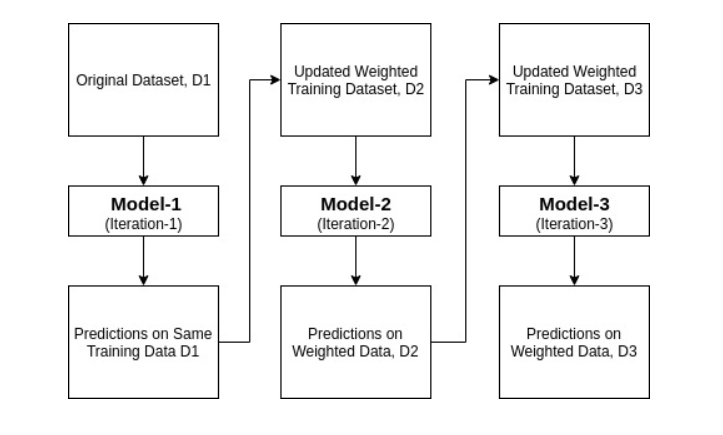 Original Dataset, D1
Model-1
(Iteration-1)
Predictions on Same
Training Data D1
Updated Weighted
Training Dataset, D2
Model-2
(Iteration-2)
Predictions on
Weighted Data, D2
Updated Weighted
Training Dataset, D3
Model-3
(Iteration-3)
Predictions on
Weighted Data, D3